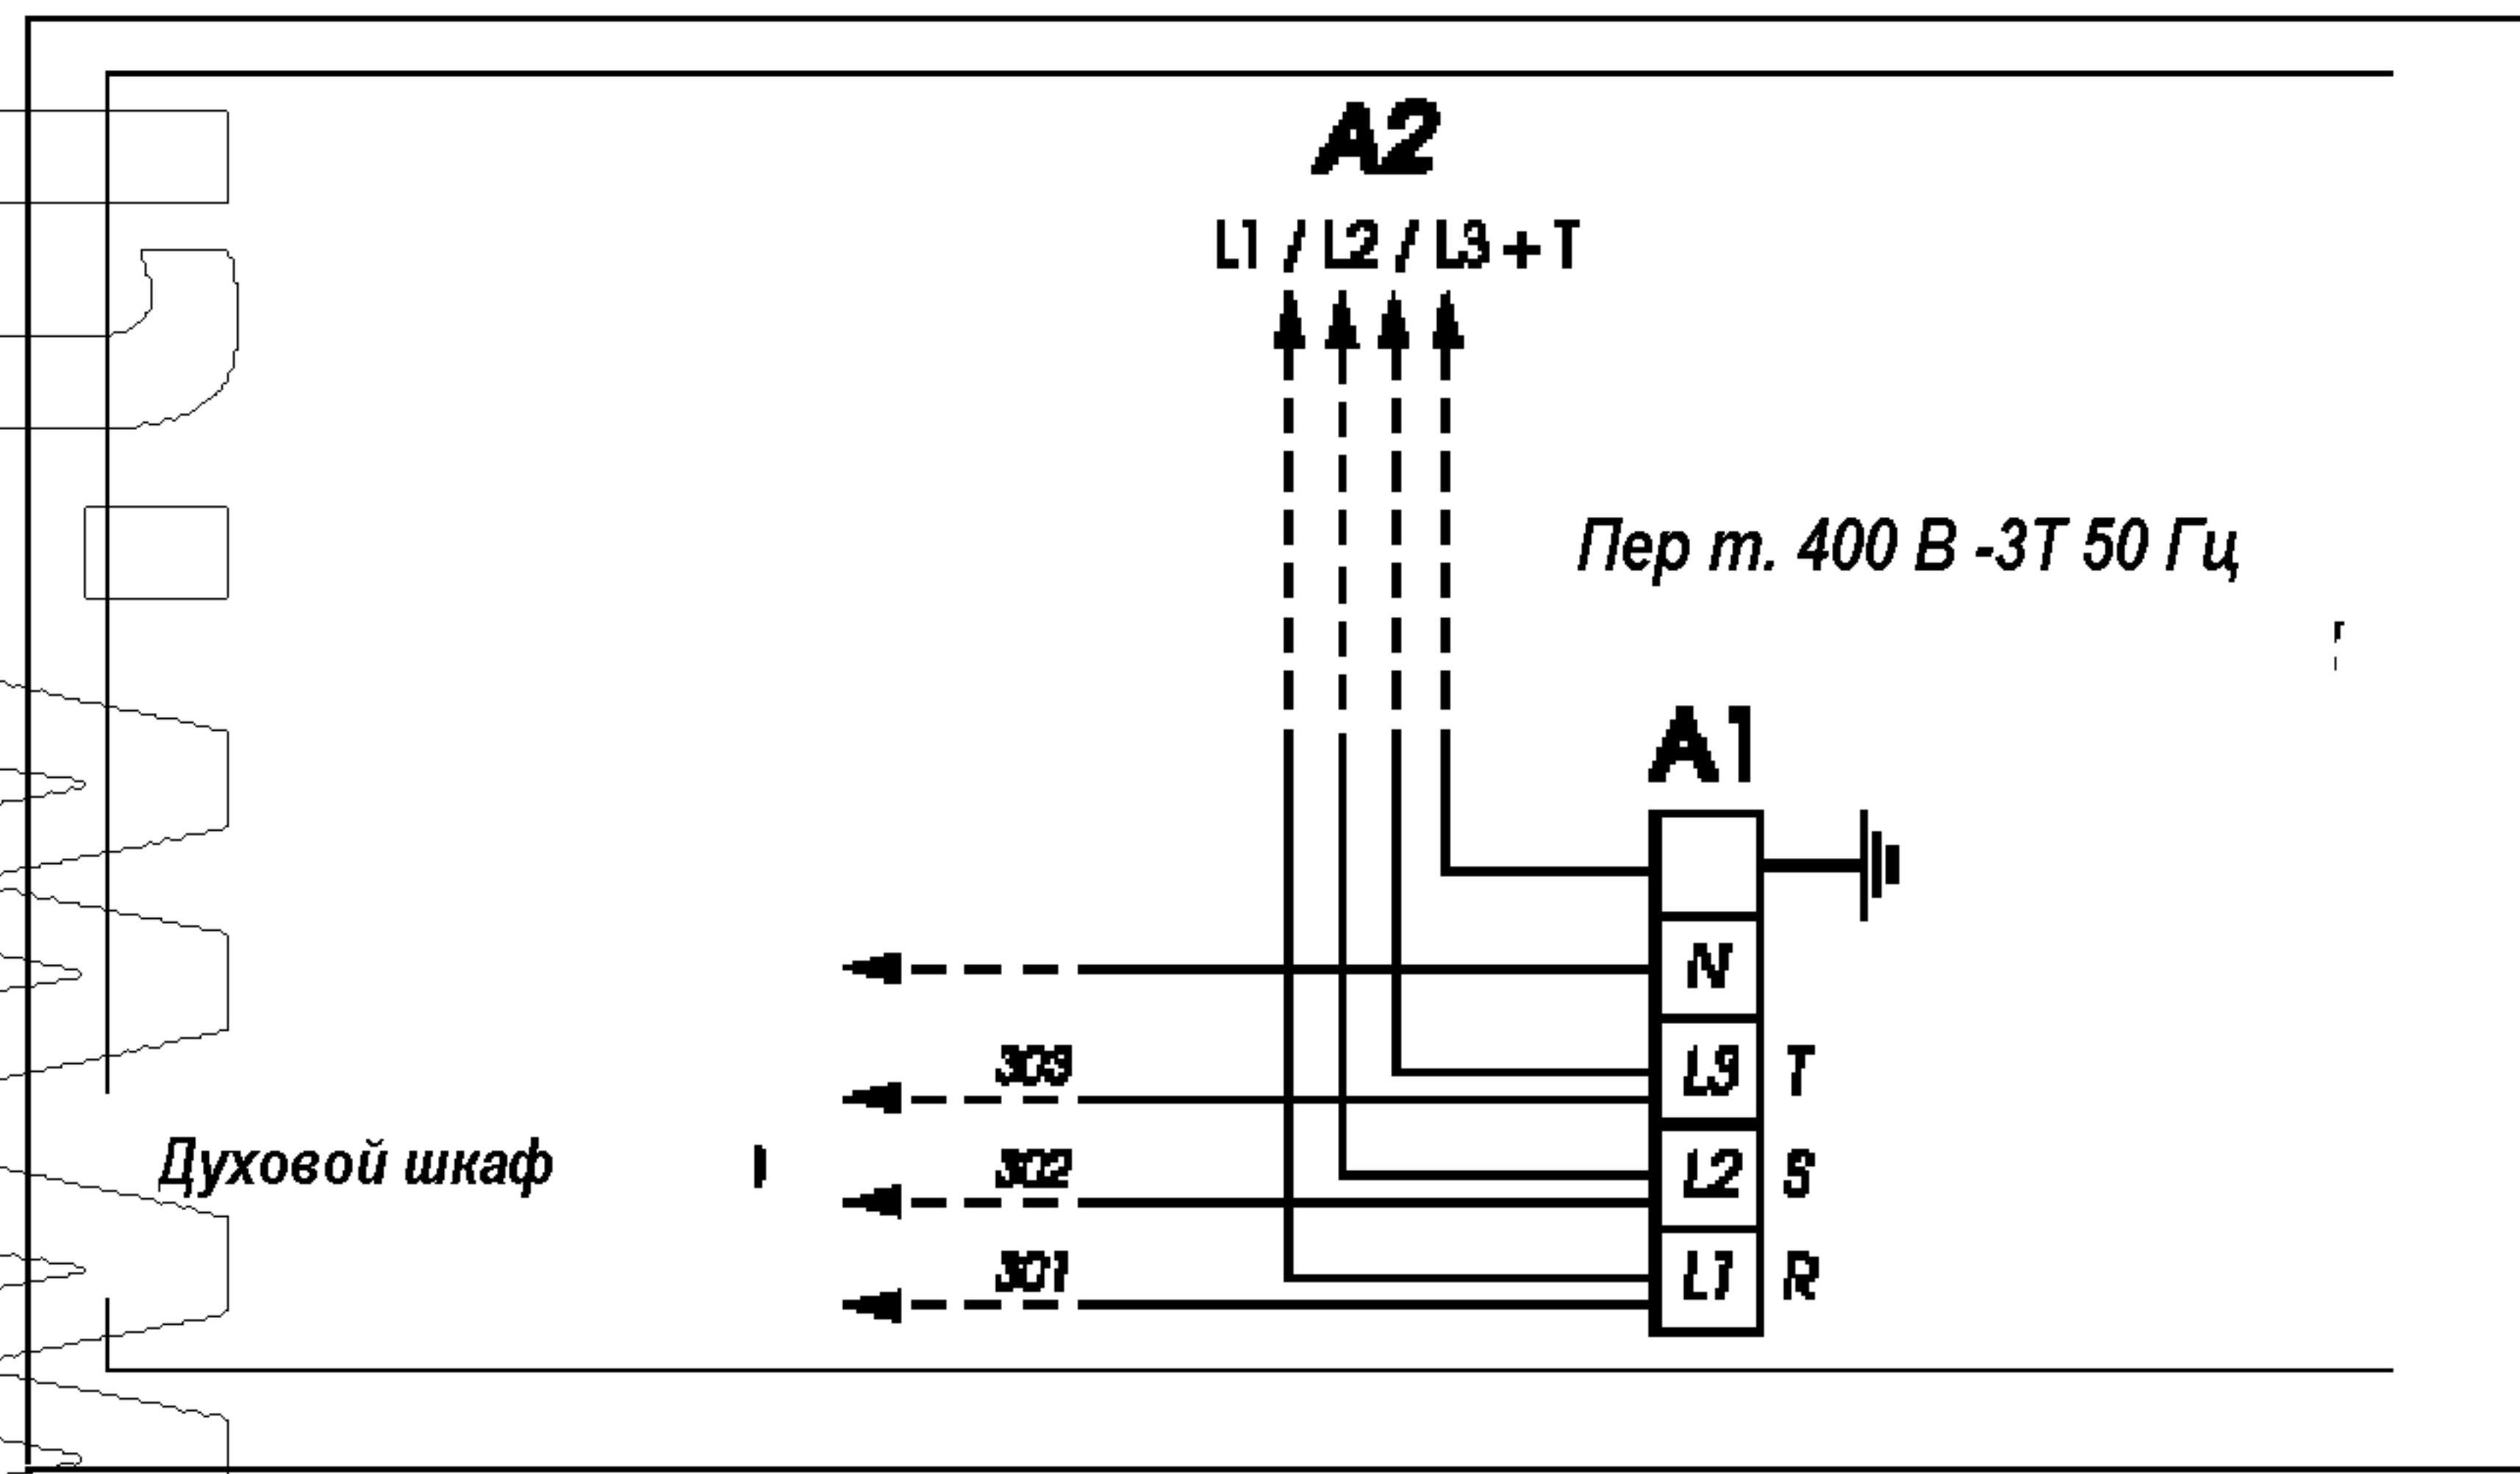 A2
L1 / L2 / L3 + T
Пер т. 400 В -3Т 50 Гц
A1
N
303
L3 T
Духовой шкаф
302
L2 S
301
L1 R